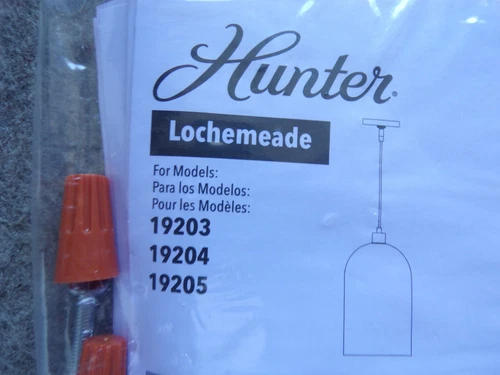 Hunter
Lochemeade
For Models:
Para los Modelos:
Pour les Modèles:
19203
19204
19205